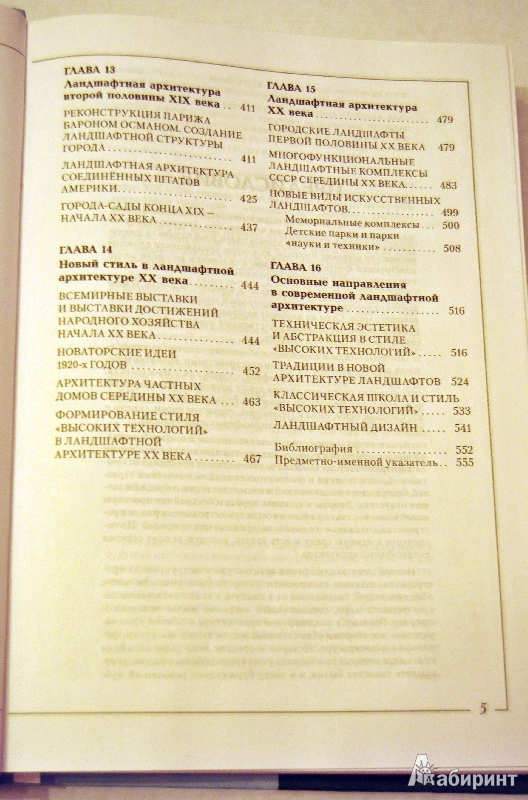 ГЛАВА 13
Ландшафтная архитектура
второй половины XIX века .. 411
РЕКОНСТРУКЦИЯ ПАРИЖА
БАРОНОМ ОСМАНОМ. СОЗДАНИЕ
ЛАНДШАФТНОЙ СТРУКТУРЫ
ГОРОДА ........ 411
ЛАНДШАФТНАЯ АРХИТЕКТУРА
СОЕДИНЁННЫХ ШТАТОВ
АМЕРИКИ........ 425
ГОРОДА-САДЫ КОНЦА XIX –
НАЧАЛА XX ВЕКА ........ 437
ГЛАВА 14
Новый стиль в ландшафтной
архитектуре XX века ..... 444
ВСЕМИРНЫЕ ВЫСТАВКИ
И ВЫСТАВКИ ДОСТИЖЕНИЙ
НАРОДНОГО ХОЗЯЙСТВА
НАЧАЛА XX ВЕКА ........ 444
НОВАТОРСКИЕ ИДЕИ
1920-х ГОДОВ ........ 452
АРХИТЕКТУРА ЧАСТНЫХ
ДОМОВ СЕРЕДИНЫ XX ВЕКА ... 463
ФОРМИРОВАНИЕ СТИЛЯ
«ВЫСОКИХ ТЕХНОЛОГИЙ»
В ЛАНДШАФТНОЙ
АРХИТЕКТУРЕ XX ВЕКА ....... 467
ГЛАВА 15
Ландшафтная архитектура
XX века ........ 479
ГОРОДСКИЕ ЛАНДШАФТЫ
ПЕРВОЙ ПОЛОВИНЫ XX ВЕКА 479
МНОГОФУНКЦИОНАЛЬНЫЕ
ЛАНДШАФТНЫЕ КОМПЛЕКСЫ
СССР СЕРЕДИНЫ XX ВЕКА...... 483
НОВЫЕ ВИДЫ ИСКУССТВЕННЫХ
ЛАНДШАФТОВ........ 499
Мемориальные комплексы .... 500
Детские парки и парки
«науки и техники» ........ 508
ГЛАВА 16
Основные направления
в современной ландшафтной
архитектуре ........ 516
ТЕХНИЧЕСКАЯ ЭСТЕТИКА
И АБСТРАКЦИЯ В СТИЛЕ
«ВЫСОКИХ ТЕХНОЛОГИЙ»...... 516
ТРАДИЦИИ В НОВОЙ
АРХИТЕКТУРЕ ЛАНДШАФТОВ 524
КЛАССИЧЕСКАЯ ШКОЛА И СТИЛЬ
«ВЫСОКИХ ТЕХНОЛОГИЙ»...... 533
ЛАНДШАФТНЫЙ ДИЗАЙН ..... 541
Библиография ........ 552
Предметно-именной указатель .. 555
5
Лабиринт